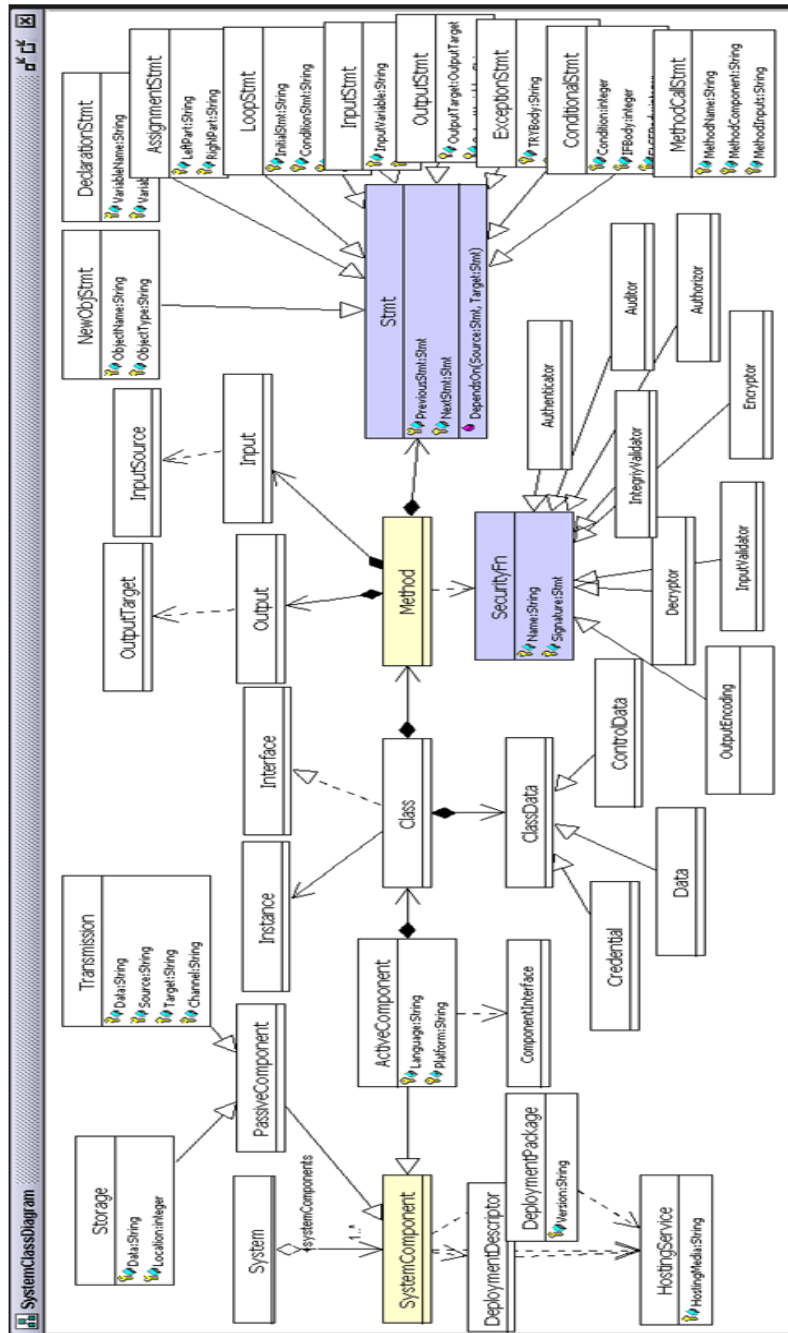 SystemClassDiagram
Storage
Data:String
Location:integer
Transmission
Data:String
Source:String
Target:String
Channel:String
OutputTarget
InputSource
NewObjStmt
ObjectName:String
ObjectType:String
DeclarationStmt
VariableName:String
AssignmentStmt
LeftPart:String
RightPart:String
LoopStmt
InitialStmt:String
ConditionStmt:String
InputStmt
InputVariable:String
OutputStmt
OutputTarget:OutputTarget
ExceptionStmt
TRYBody:String
ConditionalStmt
Condition:integer
IFBody:integer
MethodCallStmt
MethodName:String
MethodComponent:String
MethodInputs:String
System
+systemComponents
1..*
PassiveComponent
Instance
Interface
Output
Input
Stmt
PreviousStmt:Stmt
NextStmt:Stmt
DependsOn(Source:Stmt, Target:Stmt)
SystemComponent
ActiveComponent
Language:String
Platform:String
Class
Method
DeploymentDescriptor
DeploymentPackage
Version:String
ComponentInterface
ClassData
SecurityFn
Name:String
Signature:Stmt
Authenticator
Auditor
Authorizor
HostingService
HostingMedia:String
Credential
Data
ControlData
OutputEncoding
Decryptor
InputValidator
IntegriyValidator
Encryptor